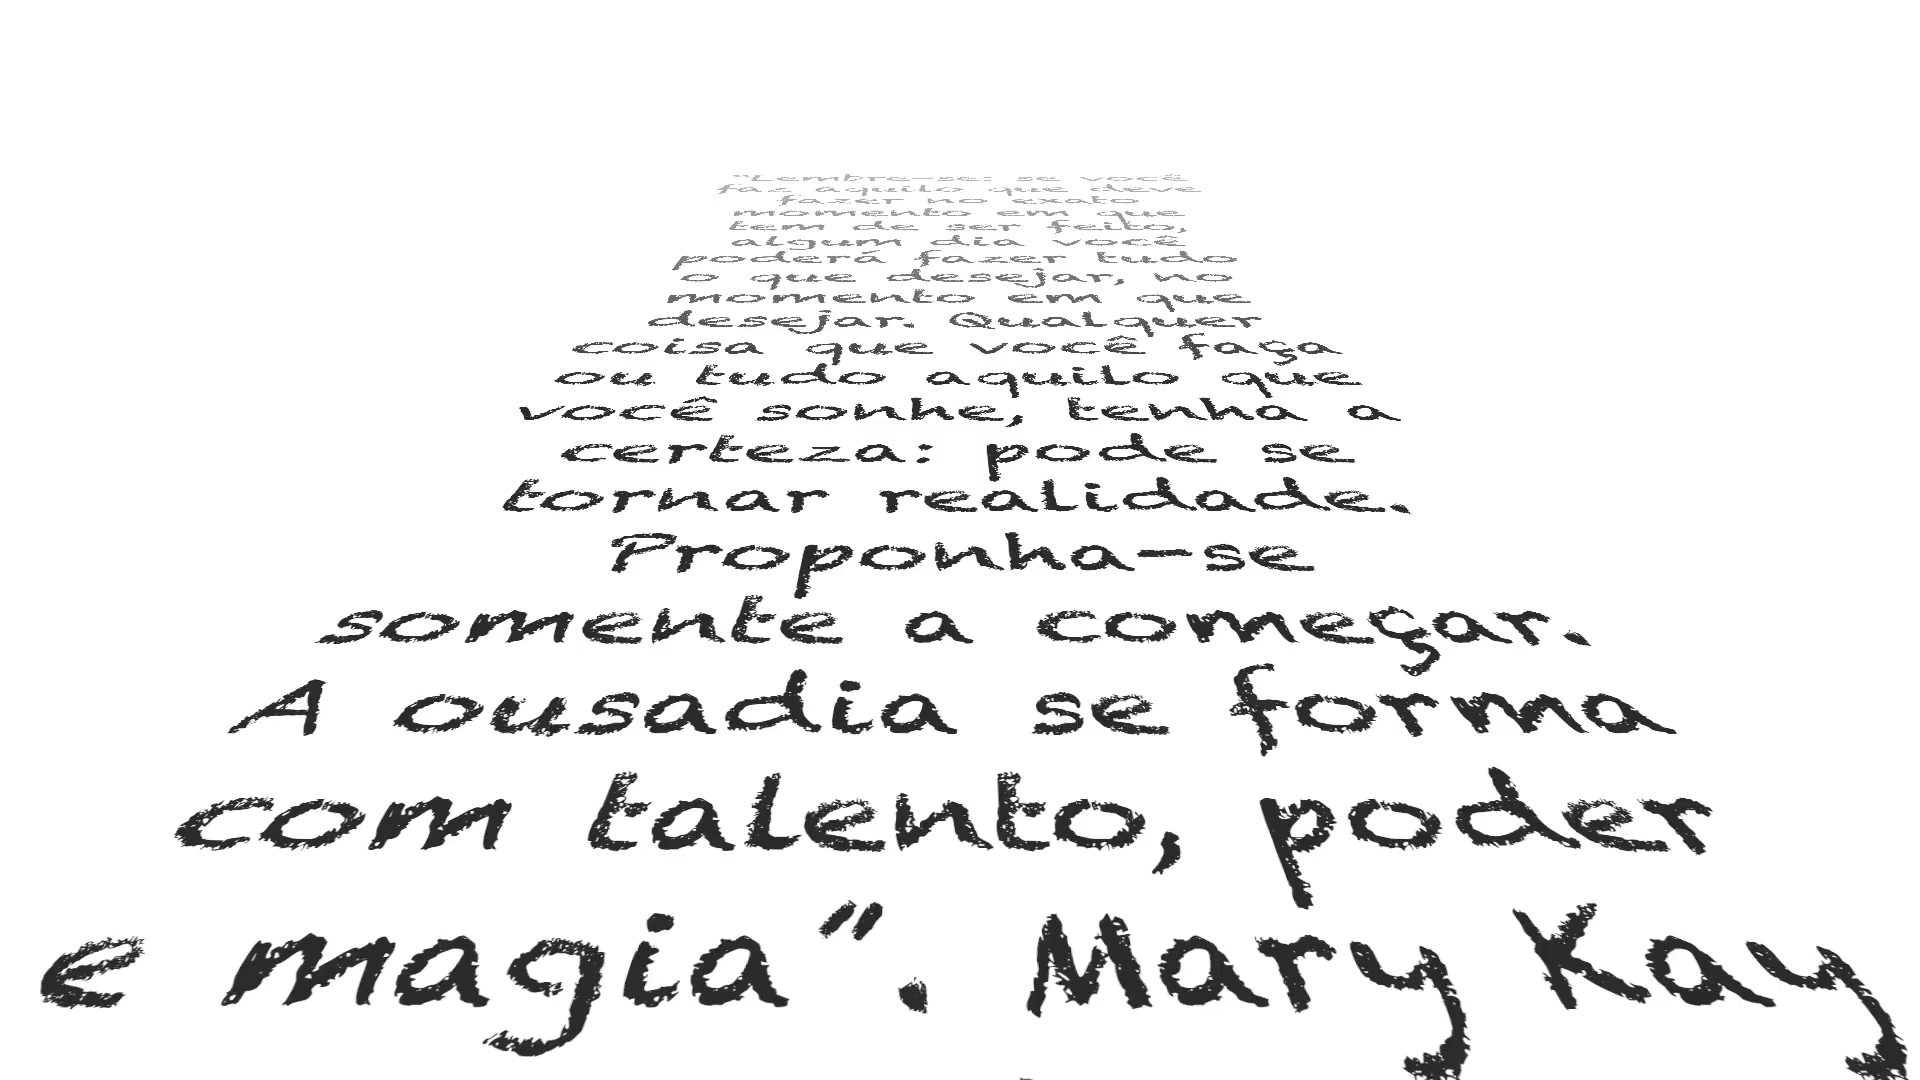 “Lembre-se: se você
faz aquilo que deve
fazer no exato
momento em que
tem de ser feito,
algum dia você
poderá fazer tudo
o que desejar, no
momento em que
desejar. Qualquer
coisa que você faça
ou tudo aquilo que
você sonhe, tenha a
certeza: pode se
tornar realidade.
Proponha-se
somente a começar.
A ousadia se forma
com talento, poder
e magia”. Mary Kay